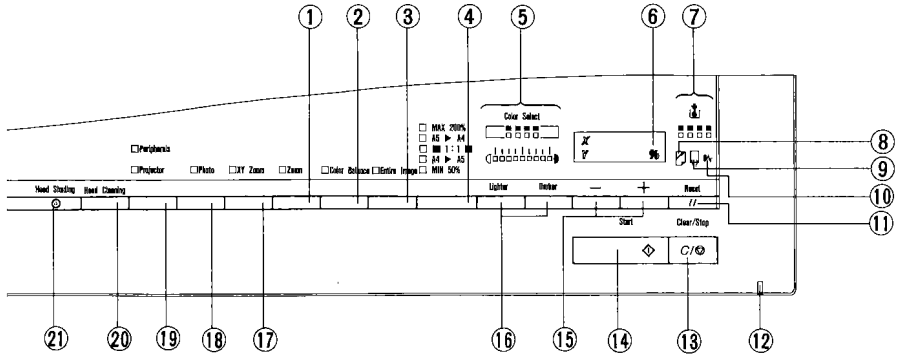 ① ② ③ ④ ⑤ ⑥ ⑦
Color Select
MAX 200%
A5 ▶ A4
1:1
A4 ▶ A5
MIN 50%
X
Y %
⑧
⑨
⑩
⑪
Peripherals
Projector Photo XY Zoom Zoom Color Balance Entire Image
Head Shading Head Cleaning Lighter Darker − + Reset
Start Clear/Stop
C/
㉑ ⑳ ⑲ ⑱ ⑰ ⑯ ⑮ ⑭ ⑬ ⑫